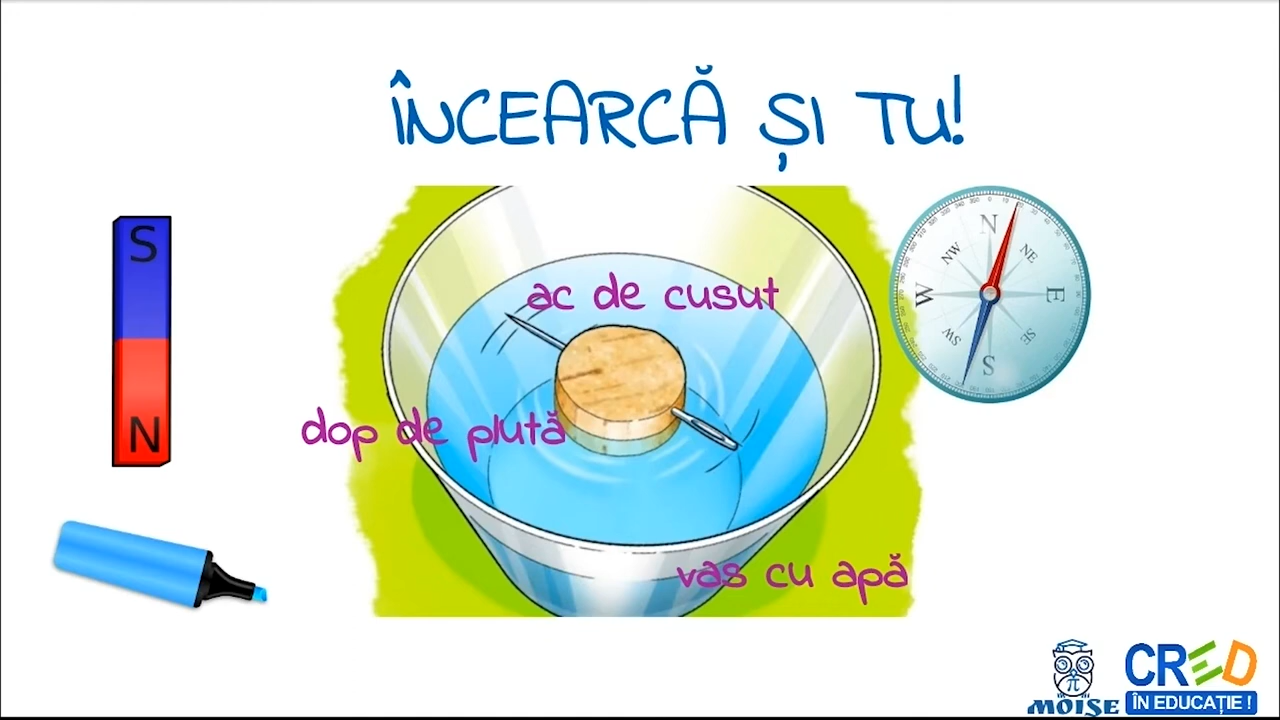 ÎNCEARCĂ ȘI TU!
S
N
ac de cusut
dop de plută
vas cu apă
N
NW
NE
W
E
SW
SE
S
π
MOISE
CRED
ÎN EDUCAȚIE!